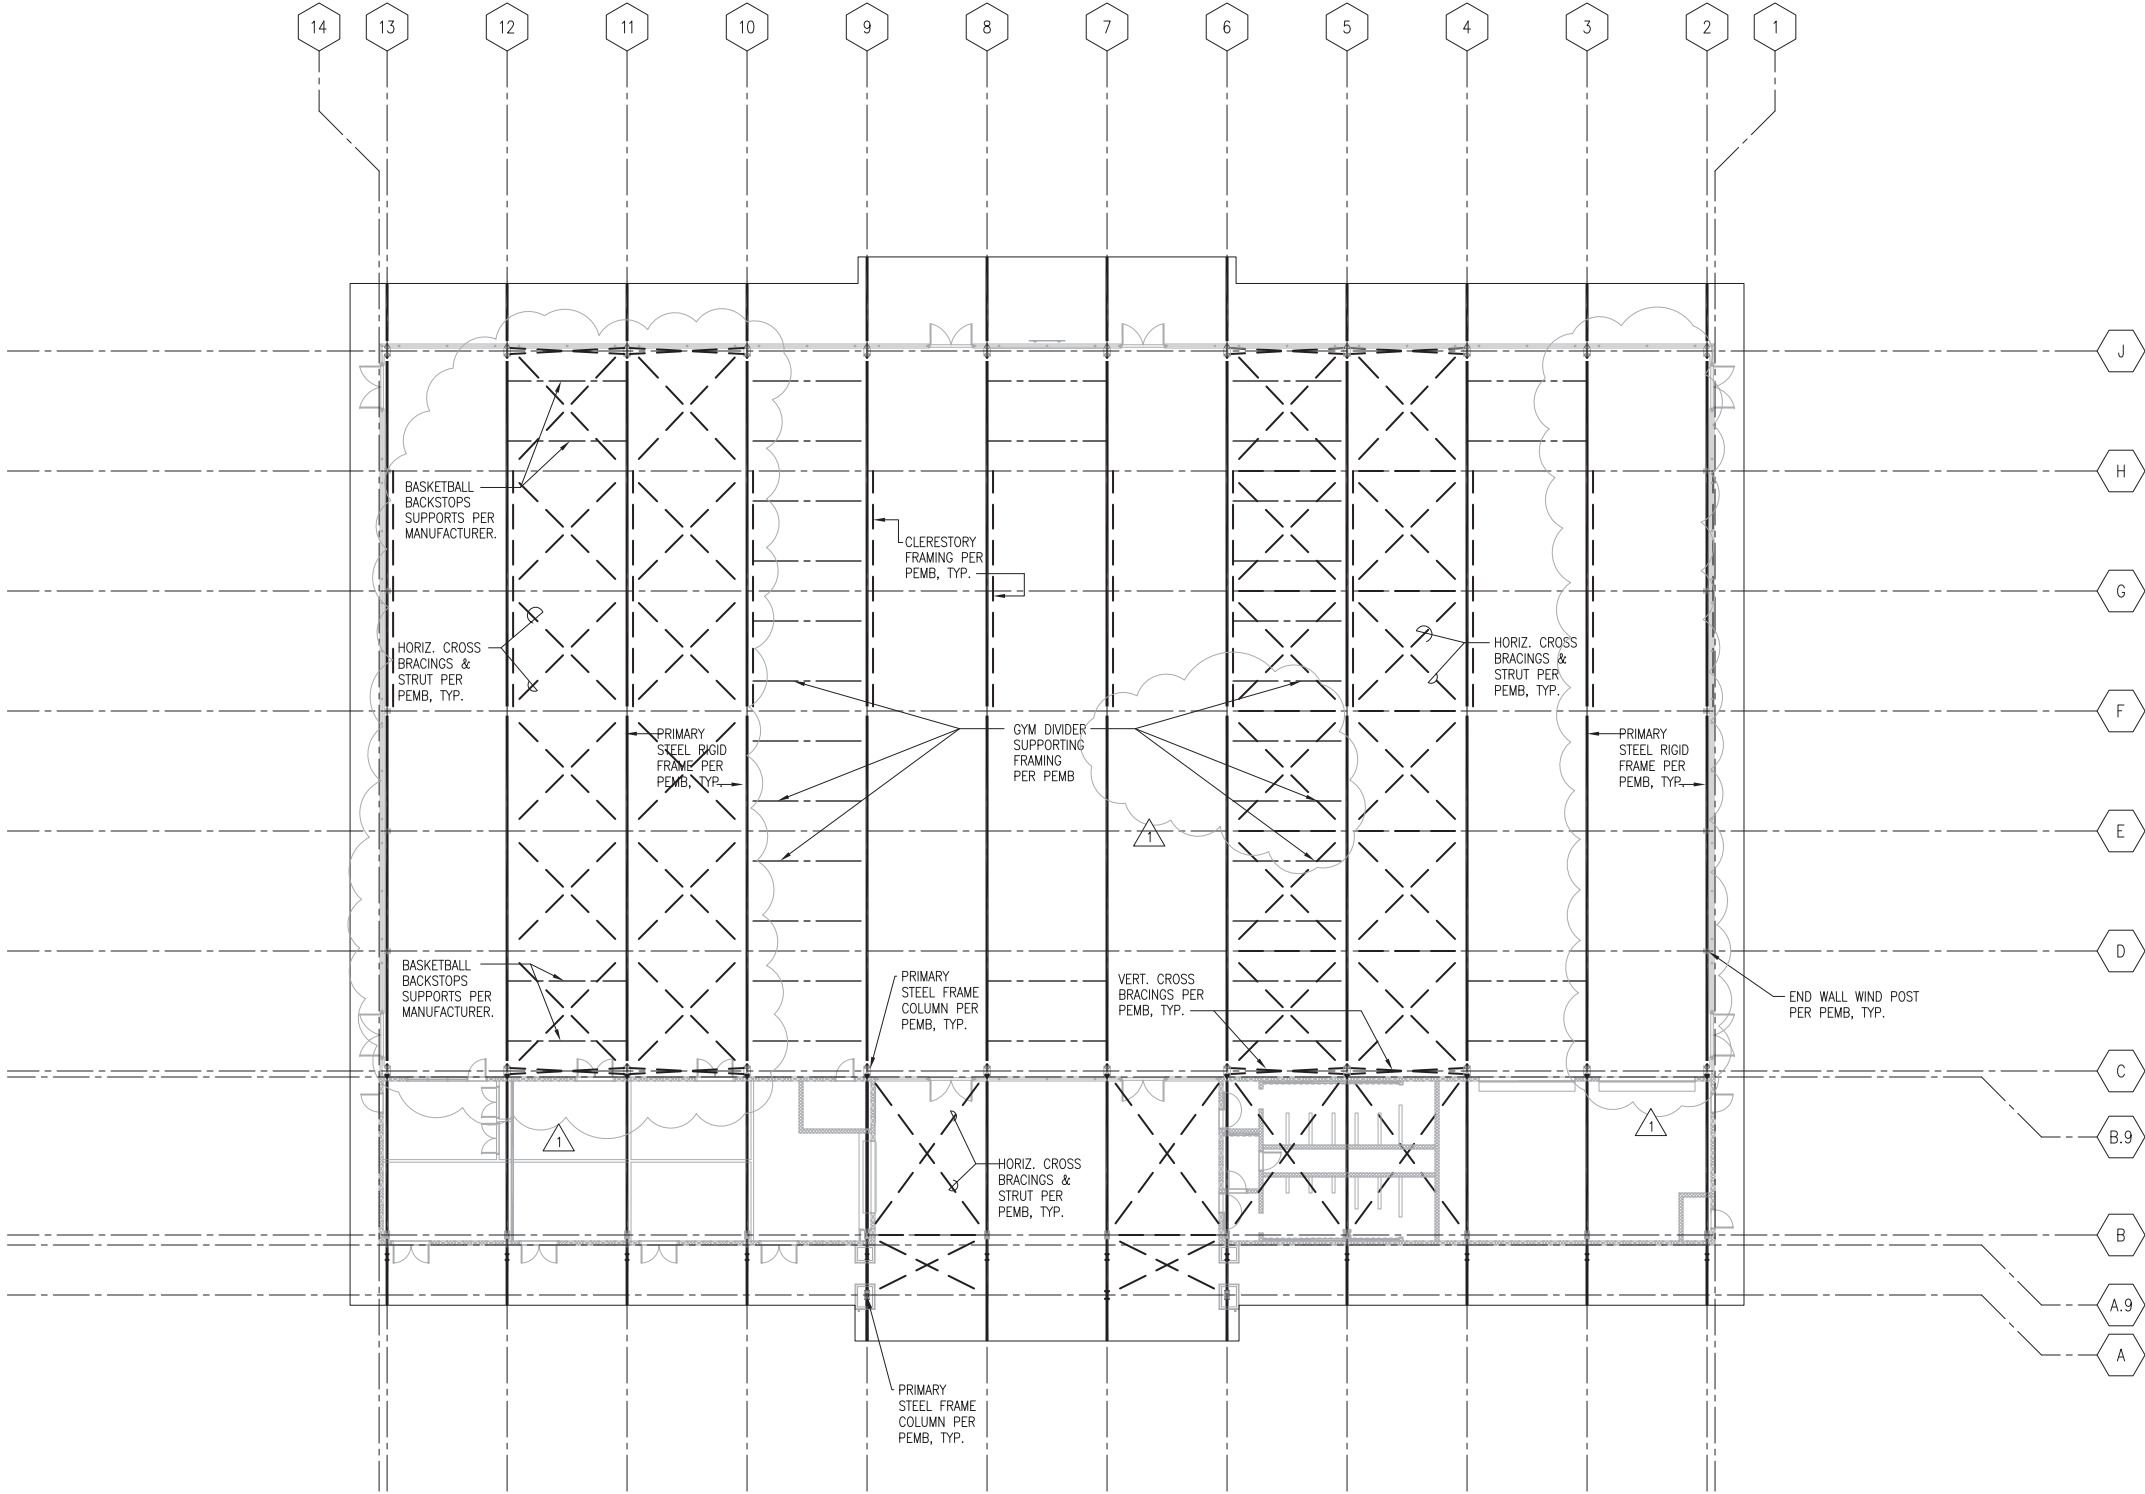 14
13
12
11
10
9
8
7
6
5
4
3
2
1
J
H
BASKETBALL
BACKSTOPS
SUPPORTS PER
MANUFACTURER.
CLERESTORY
FRAMING PER
PEMB, TYP.
G
HORIZ. CROSS
BRACINGS &
STRUT PER
PEMB, TYP.
HORIZ. CROSS
BRACINGS &
STRUT PER
PEMB, TYP.
F
PRIMARY
STEEL RIGID
FRAME PER
PEMB, TYP.
GYM DIVIDER
SUPPORTING
FRAMING
PER PEMB
PRIMARY
STEEL RIGID
FRAME PER
PEMB, TYP.
1
E
D
BASKETBALL
BACKSTOPS
SUPPORTS PER
MANUFACTURER.
PRIMARY
STEEL FRAME
COLUMN PER
PEMB, TYP.
VERT. CROSS
BRACINGS PER
PEMB, TYP.
END WALL WIND POST
PER PEMB, TYP.
C
1
1
B.9
HORIZ. CROSS
BRACINGS &
STRUT PER
PEMB, TYP.
B
A.9
A
PRIMARY
STEEL FRAME
COLUMN PER
PEMB, TYP.